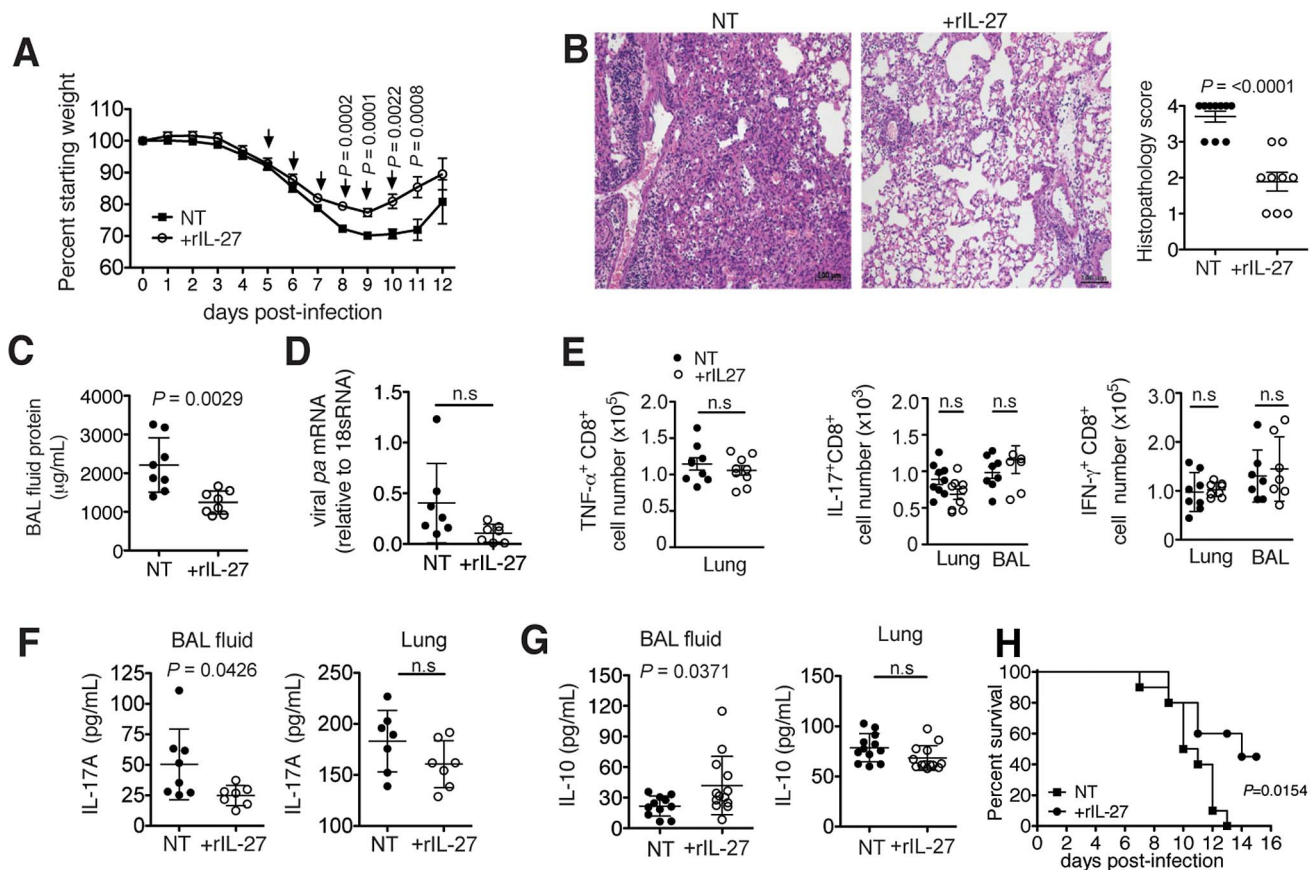 A
Percent starting weight
110
100
90
80
70
60
P = 0.0002
P = 0.0001
P = 0.0022
P = 0.0008
NT
+rIL-27
0 1 2 3 4 5 6 7 8 9 10 11 12
days post-infection
B
NT
+rIL-27
100 µm
P = <0.0001
Histopathology score
4
3
2
1
0
NT +rIL-27
C
BAL fluid protein
(µg/mL)
4000
3000
2000
1000
0
P = 0.0029
NT +rIL-27
D
viral pa mRNA
(relative to 18sRNA)
1.5
1.0
0.5
0.0
n.s
NT +rIL-27
E
NT
+rIL27
TNF-α⁺ CD8⁺
cell number (x10⁵)
2.0
1.5
1.0
0.5
0
n.s
Lung
IL-17⁺CD8⁺
cell number (x10³)
2.0
1.5
1.0
0.5
0
n.s
n.s
Lung BAL
IFN-γ⁺ CD8⁺
cell number (x10⁵)
3.0
2.0
1.0
0
n.s
n.s
Lung BAL
F
BAL fluid
P = 0.0426
IL-17A (pg/mL)
125
100
75
50
25
0
NT +rIL-27
Lung
n.s
IL-17A (pg/mL)
250
200
150
100
NT +rIL-27
G
BAL fluid
P = 0.0371
IL-10 (pg/mL)
150
120
90
60
30
0
NT +rIL-27
Lung
n.s
IL-10 (pg/mL)
150
100
50
0
NT +rIL-27
H
Percent survival
100
80
60
40
20
0
NT
+rIL-27
P=0.0154
0 2 4 6 8 10 12 14 16
days post-infection